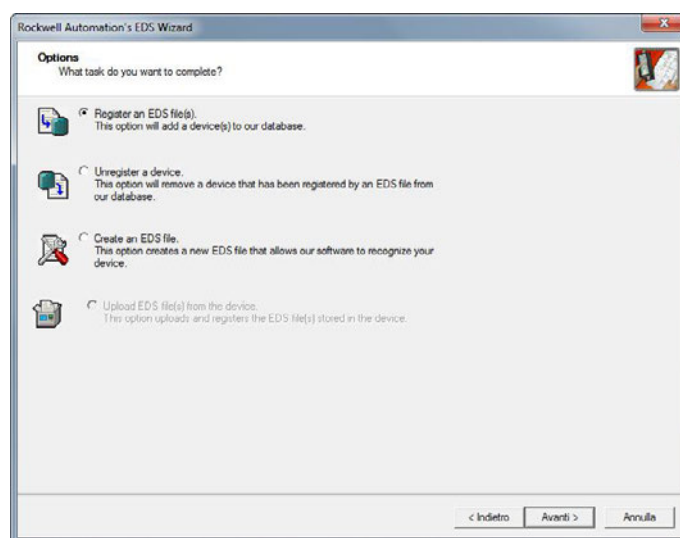 Rockwell Automation's EDS Wizard
Options
What task do you want to complete?
Register an EDS file(s).
This option will add a device(s) to our database.
Unregister a device.
This option will remove a device that has been registered by an EDS file from
our database.
Create an EDS file.
This option creates a new EDS file that allows our software to recognize your
device.
Upload EDS file(s) from the device.
This option uploads and registers the EDS file(s) stored in the device.
< Indietro
Avanti >
Annulla